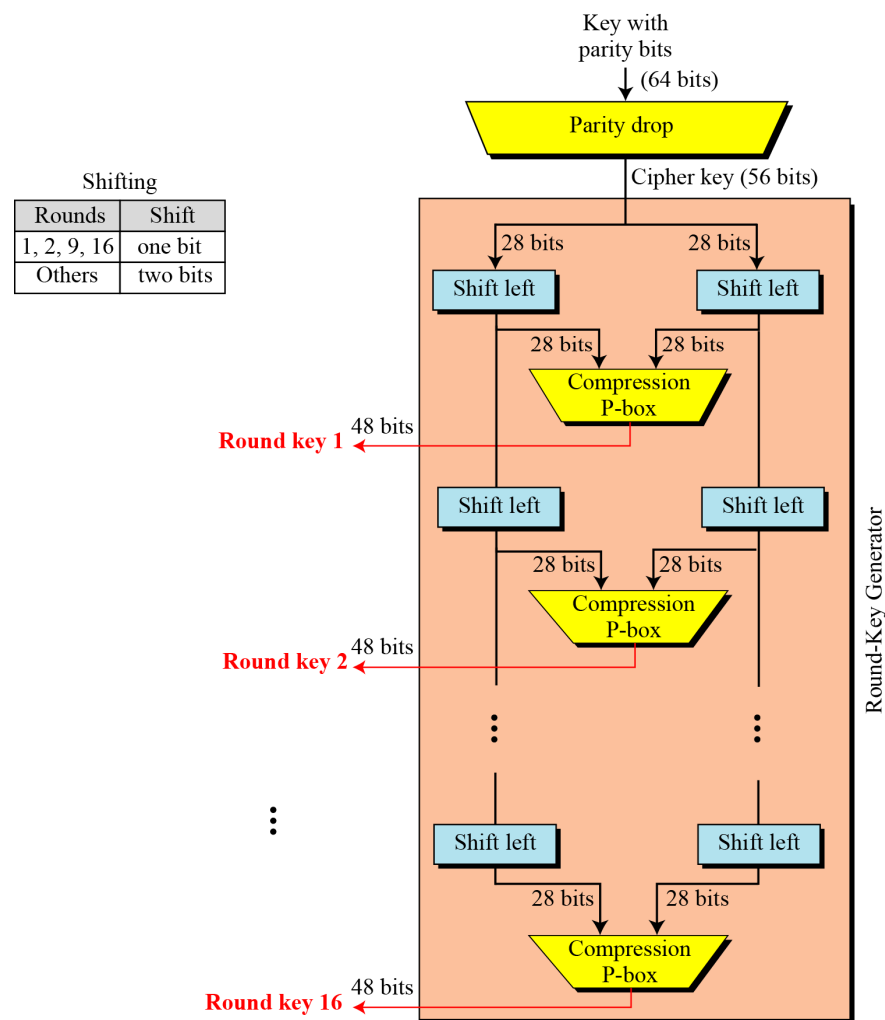 Key with
parity bits
(64 bits)
Parity drop
Cipher key (56 bits)
Shifting
Rounds Shift
1, 2, 9, 16 one bit
Others two bits
28 bits 28 bits
Shift left Shift left
28 bits 28 bits
Compression
P-box
48 bits
Round key 1
Shift left Shift left
28 bits 28 bits
Compression
P-box
48 bits
Round key 2
Round-Key Generator
Shift left Shift left
28 bits 28 bits
Compression
P-box
48 bits
Round key 16